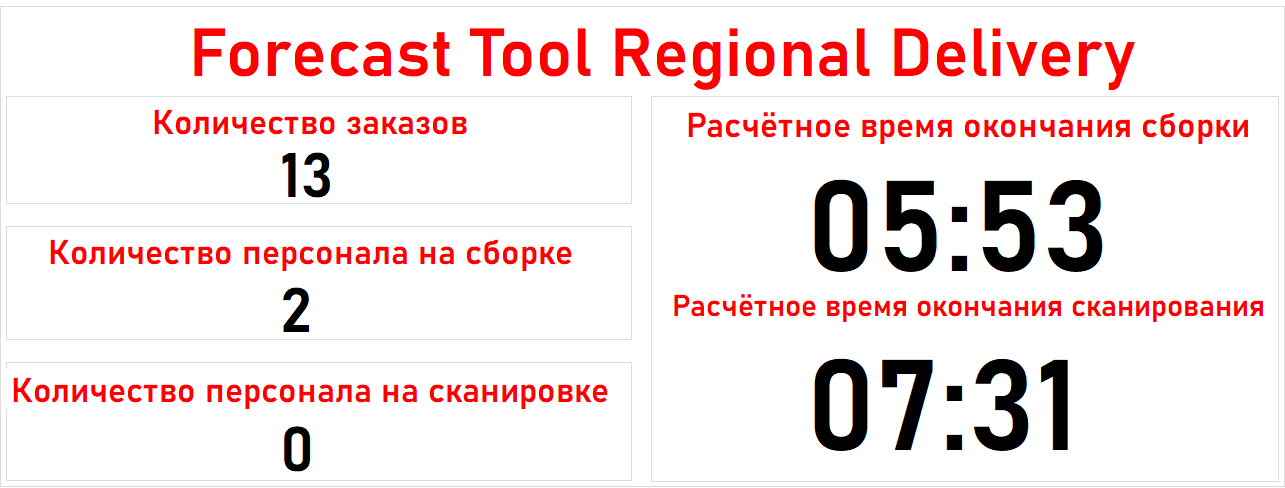 Forecast Tool Regional Delivery
Количество заказов
13
Количество персонала на сборке
2
Количество персонала на сканировке
0
Расчётное время окончания сборки
05:53
Расчётное время окончания сканирования
07:31